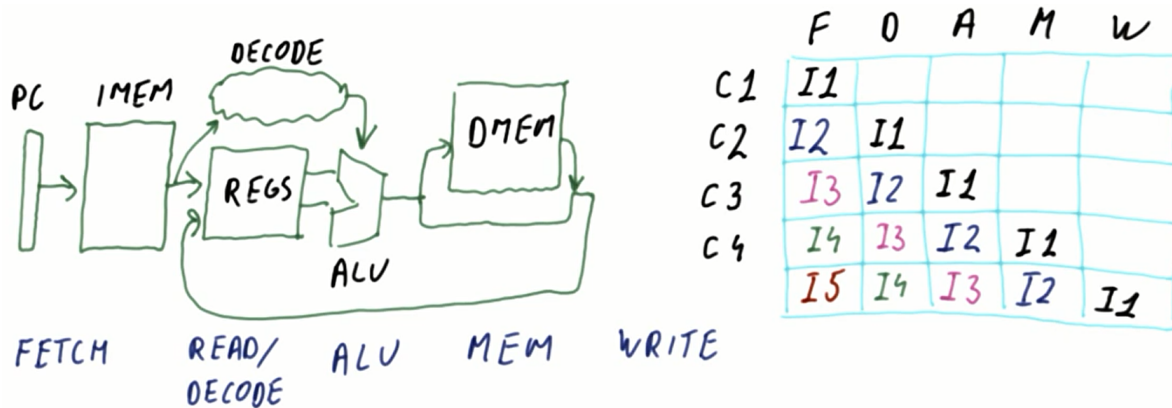 DECODE
PC IMEM
DMEM
REGS
ALU
FETCH READ/ ALU MEM WRITE
DECODE
F D A M W
C1 I1
C2 I2 I1
C3 I3 I2 I1
C4 I4 I3 I2 I1
I5 I4 I3 I2 I1